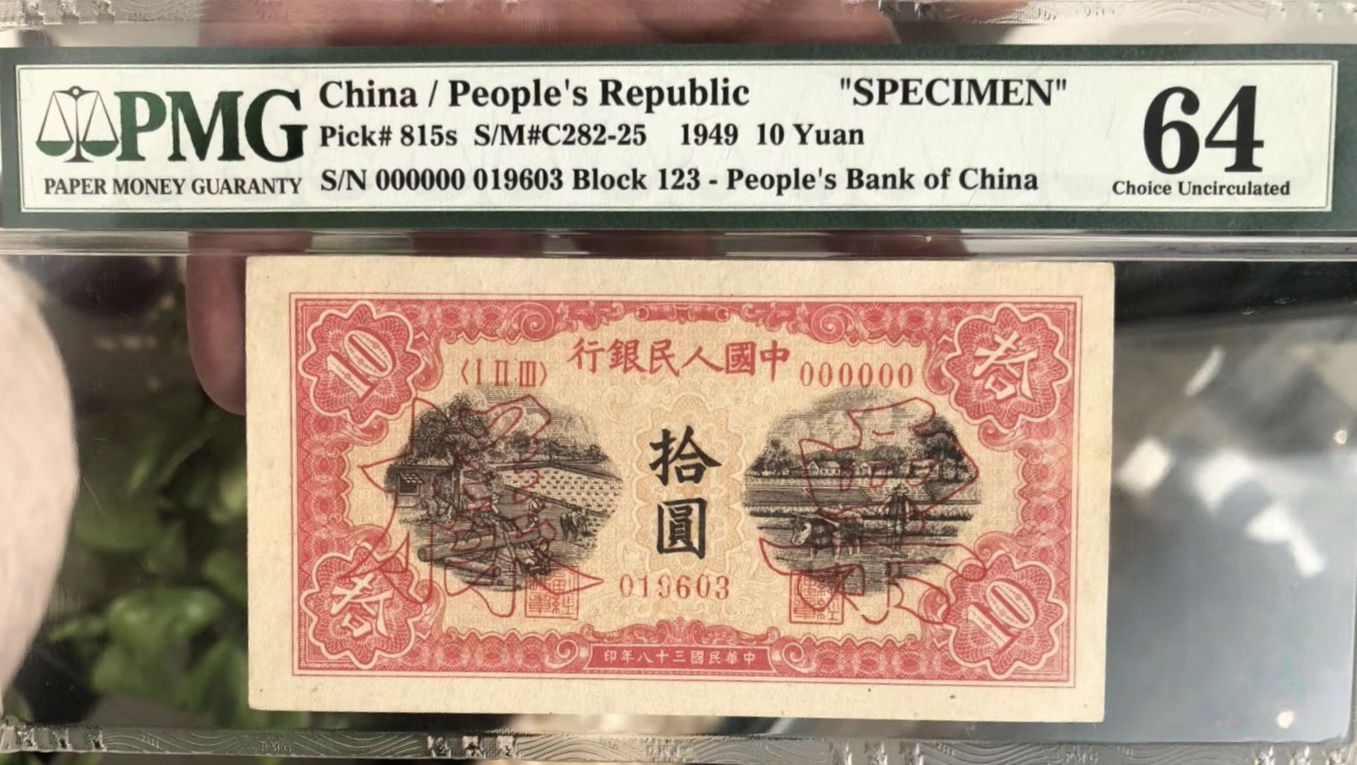 PMG
PAPER MONEY GUARANTY
China / People's Republic "SPECIMEN"
Pick# 815s S/M#C282-25 1949 10 Yuan
S/N 000000 019603 Block 123 - People's Bank of China
64
Choice Uncirculated
10
拾
行銀民人國中
〈I II III〉
000000
拾
圓
019603
拾
10
印年八十三國民華中